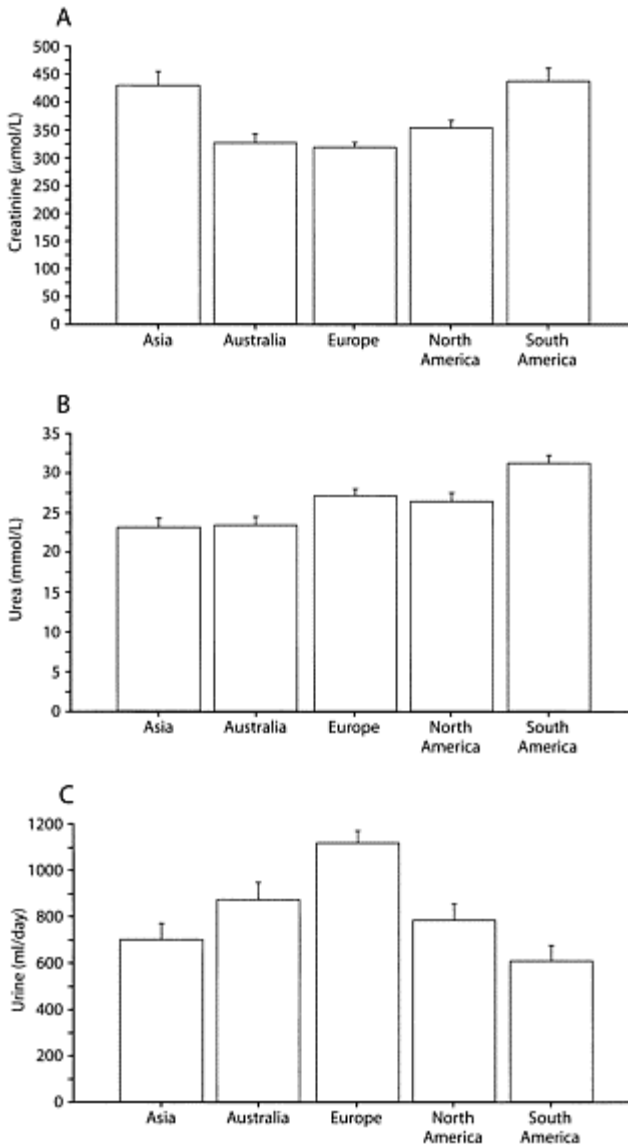 A
500
450
400
350
300
250
200
150
100
50
0
Creatinine (μmol/L)
Asia Australia Europe North America South America
B
35
30
25
20
15
10
5
0
Urea (mmol/L)
Asia Australia Europe North America South America
C
1200
1000
800
600
400
200
0
Urine (ml/day)
Asia Australia Europe North America South America